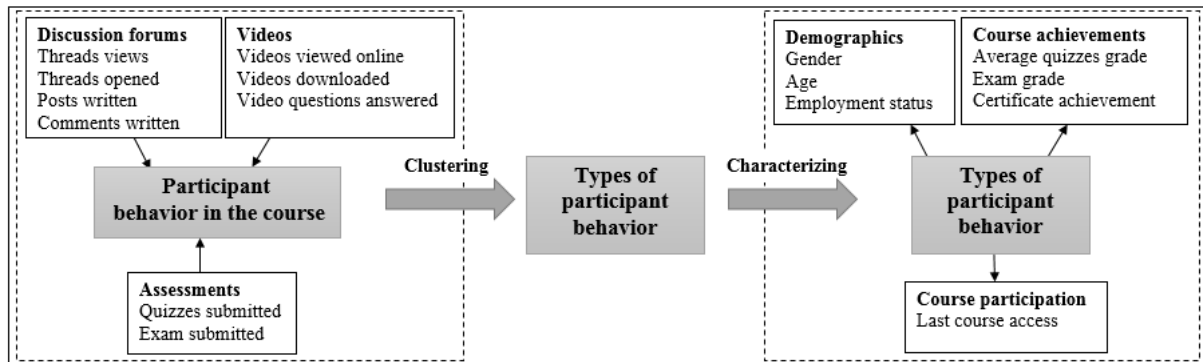 Discussion forums
Threads views
Threads opened
Posts written
Comments written
Videos
Videos viewed online
Videos downloaded
Video questions answered
Participant
behavior in the course
Assessments
Quizzes submitted
Exam submitted
Clustering
Types of
participant
behavior
Characterizing
Demographics
Gender
Age
Employment status
Course achievements
Average quizzes grade
Exam grade
Certificate achievement
Types of
participant
behavior
Course participation
Last course access